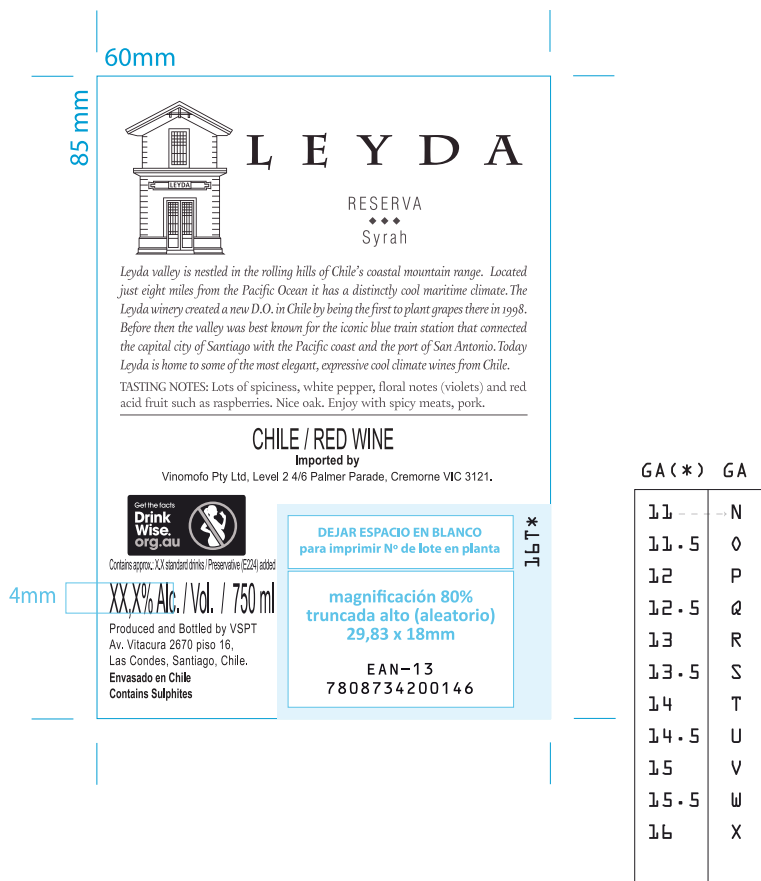 60mm
85 mm
LEYDA
LEYDA
RESERVA
Syrah
Leyda valley is nestled in the rolling hills of Chile's coastal mountain range. Located
just eight miles from the Pacific Ocean it has a distinctly cool maritime climate. The
Leyda winery created a new D.O. in Chile by being the first to plant grapes there in 1998.
Before then the valley was best known for the iconic blue train station that connected
the capital city of Santiago with the Pacific coast and the port of San Antonio. Today
Leyda is home to some of the most elegant, expressive cool climate wines from Chile.
TASTING NOTES: Lots of spiciness, white pepper, floral notes (violets) and red
acid fruit such as raspberries. Nice oak. Enjoy with spicy meats, pork.
CHILE / RED WINE
Imported by
Vinomofo Pty Ltd, Level 2 4/6 Palmer Parade, Cremorne VIC 3121.
Get the facts
Drink
Wise.
org.au
Contains approx.: X,X standard drinks / Preservative (E224) added
4mm
XX,X% Alc. / Vol. / 750 ml
Produced and Bottled by VSPT
Av. Vitacura 2670 piso 16,
Las Condes, Santiago, Chile.
Envasado en Chile
Contains Sulphites
DEJAR ESPACIO EN BLANCO
para imprimir Nº de lote en planta
16T*
magnificación 80%
truncada alto (aleatorio)
29,83 x 18mm
EAN-13
7808734200146
GA(*) GA
11 N
11.5 O
12 P
12.5 Q
13 R
13.5 S
14 T
14.5 U
15 V
15.5 W
16 X